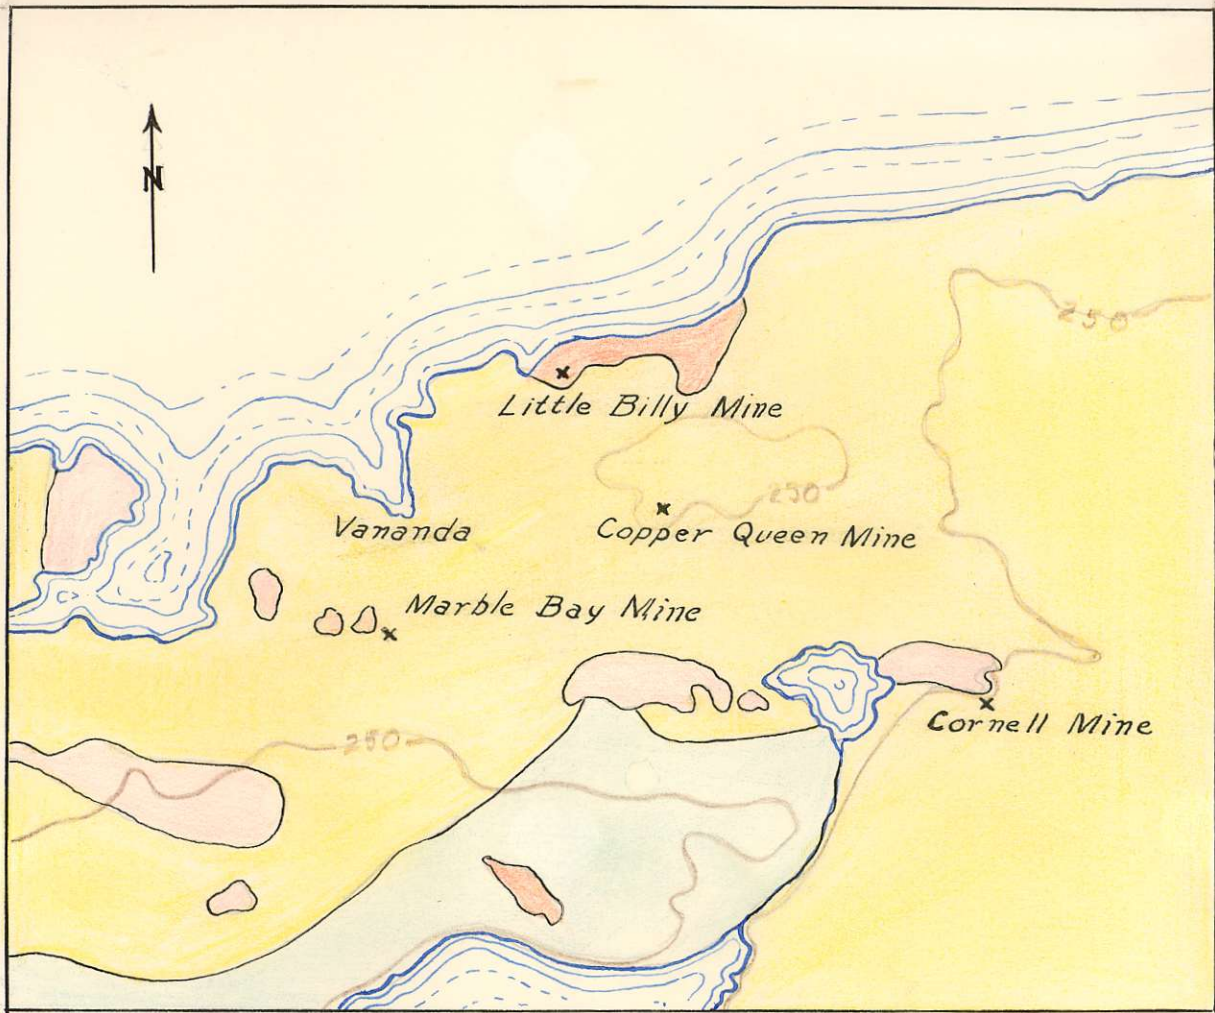 N
250
Little Billy Mine
250
Vananda
Copper Queen Mine
Marble Bay Mine
Cornell Mine
250